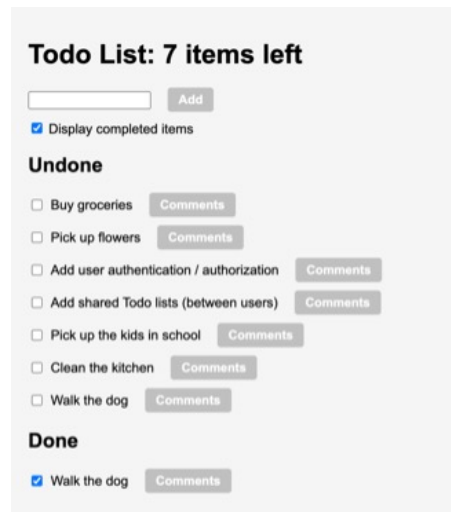 Todo List: 7 items left
Add
Display completed items
Undone
Buy groceries Comments
Pick up flowers Comments
Add user authentication / authorization Comments
Add shared Todo lists (between users) Comments
Pick up the kids in school Comments
Clean the kitchen Comments
Walk the dog Comments
Done
Walk the dog Comments